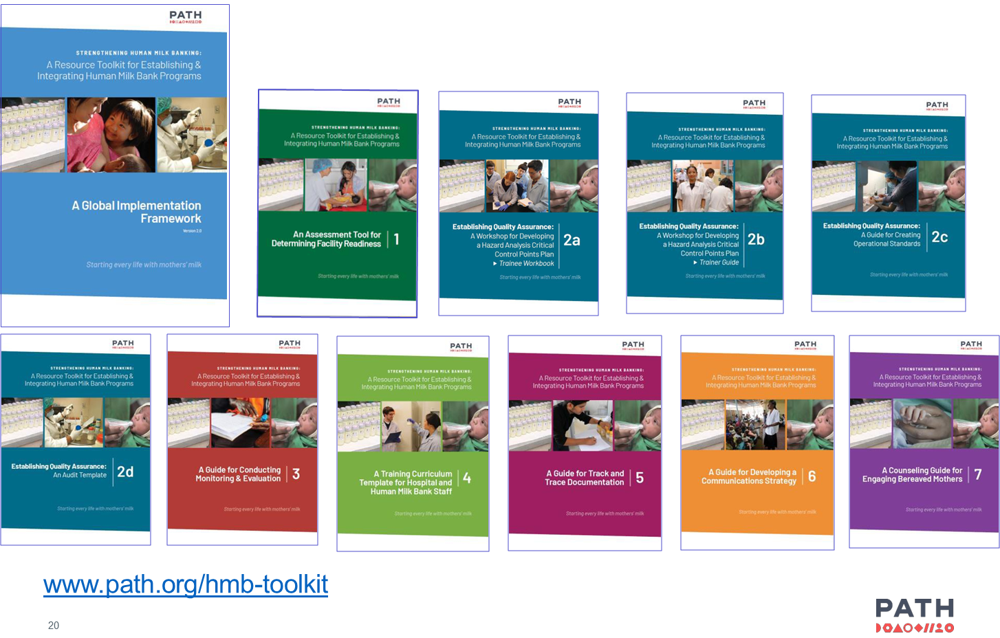 PATH
STRENGTHENING HUMAN MILK BANKING:
A Resource Toolkit for Establishing &
Integrating Human Milk Bank Programs
A Global Implementation
Framework
Version 2.0
Starting every life with mothers' milk
PATH
STRENGTHENING HUMAN MILK BANKING:
A Resource Toolkit for Establishing &
Integrating Human Milk Bank Programs
An Assessment Tool for
Determining Facility Readiness
1
Starting every life with mothers' milk
PATH
STRENGTHENING HUMAN MILK BANKING:
A Resource Toolkit for Establishing &
Integrating Human Milk Bank Programs
Establishing Quality Assurance:
A Workshop for Developing
a Hazard Analysis Critical
Control Points Plan
▶ Trainee Workbook
2a
Starting every life with mothers' milk
PATH
STRENGTHENING HUMAN MILK BANKING:
A Resource Toolkit for Establishing &
Integrating Human Milk Bank Programs
Establishing Quality Assurance:
A Workshop for Developing
a Hazard Analysis Critical
Control Points Plan
▶ Trainer Guide
2b
Starting every life with mothers' milk
PATH
STRENGTHENING HUMAN MILK BANKING:
A Resource Toolkit for Establishing &
Integrating Human Milk Bank Programs
Establishing Quality Assurance:
A Guide for Creating
Operational Standards
2c
Starting every life with mothers' milk
PATH
STRENGTHENING HUMAN MILK BANKING:
A Resource Toolkit for Establishing &
Integrating Human Milk Bank Programs
Establishing Quality Assurance:
An Audit Template
2d
Starting every life with mothers' milk
PATH
STRENGTHENING HUMAN MILK BANKING:
A Resource Toolkit for Establishing &
Integrating Human Milk Bank Programs
A Guide for Conducting
Monitoring & Evaluation
3
Starting every life with mothers' milk
PATH
STRENGTHENING HUMAN MILK BANKING:
A Resource Toolkit for Establishing &
Integrating Human Milk Bank Programs
A Training Curriculum
Template for Hospital and
Human Milk Bank Staff
4
Starting every life with mothers' milk
PATH
STRENGTHENING HUMAN MILK BANKING:
A Resource Toolkit for Establishing &
Integrating Human Milk Bank Programs
A Guide for Track and
Trace Documentation
5
Starting every life with mothers' milk
PATH
STRENGTHENING HUMAN MILK BANKING:
A Resource Toolkit for Establishing &
Integrating Human Milk Bank Programs
A Guide for Developing a
Communications Strategy
6
Starting every life with mothers' milk
PATH
STRENGTHENING HUMAN MILK BANKING:
A Resource Toolkit for Establishing &
Integrating Human Milk Bank Programs
A Counseling Guide for
Engaging Bereaved Mothers
7
Starting every life with mothers' milk
www.path.org/hmb-toolkit
20
PATH